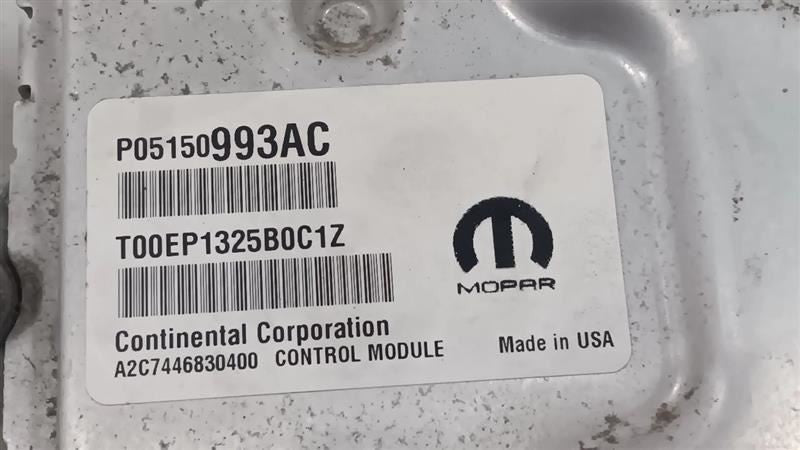 P05150993AC
T00EP1325B0C1Z
MOPAR
Continental Corporation
A2C7446830400 CONTROL MODULE Made in USA